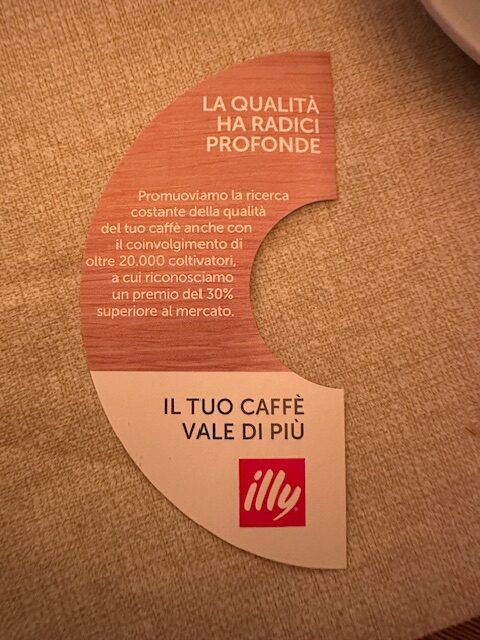 LA QUALITÀ
HA RADICI
PROFONDE
Promuoviamo la ricerca
costante della qualità
del tuo caffè anche con
il coinvolgimento di
oltre 20.000 coltivatori,
a cui riconosciamo
un premio del 30%
superiore al mercato.
IL TUO CAFFÈ
VALE DI PIÙ
illy